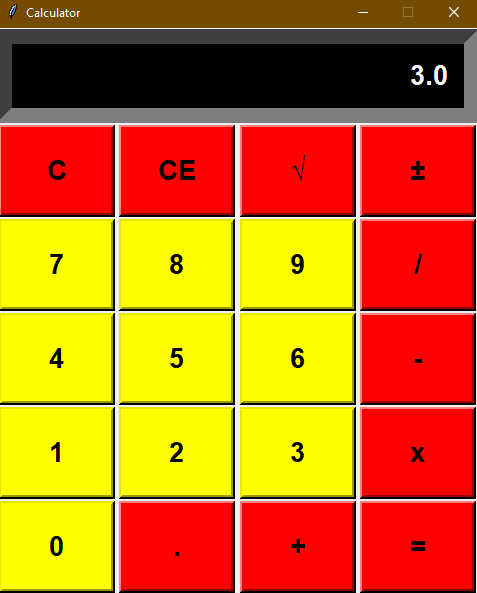 Calculator
3.0
C CE √ ±
7 8 9 /
4 5 6 -
1 2 3 x
0 . + =